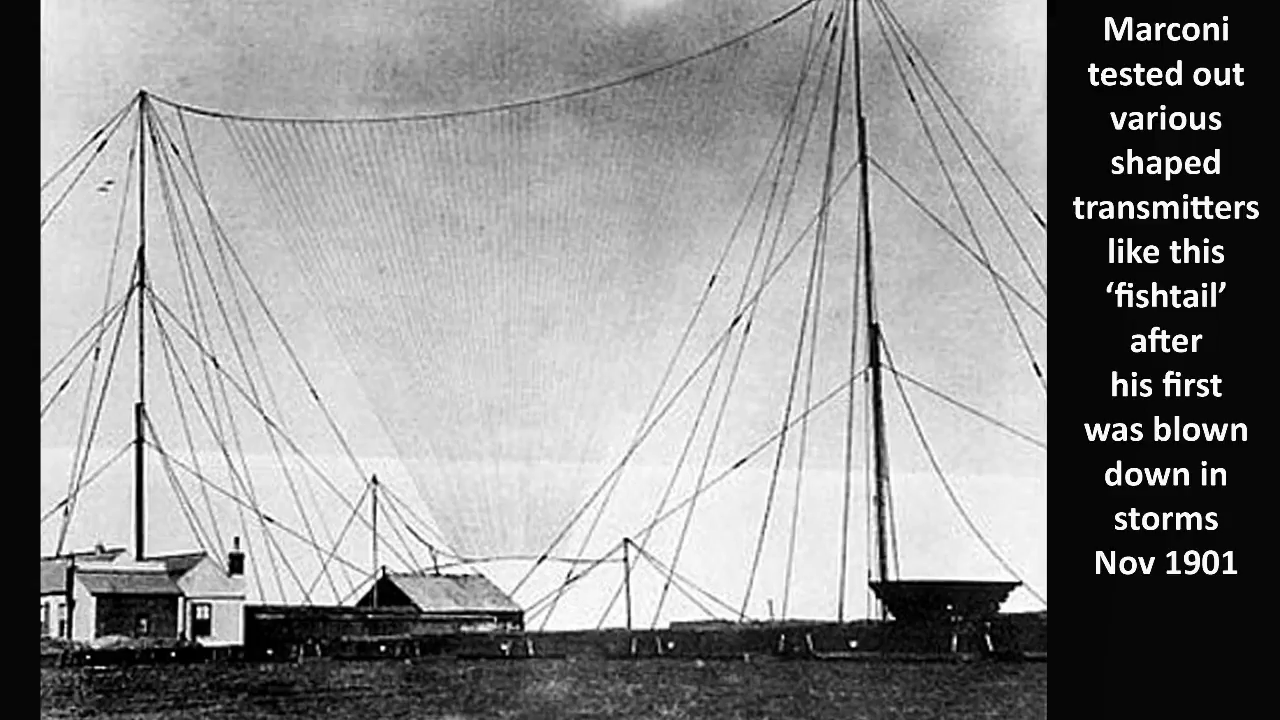 Marconi
tested out
various
shaped
transmitters
like this
‘fishtail’
after
his first
was blown
down in
storms
Nov 1901